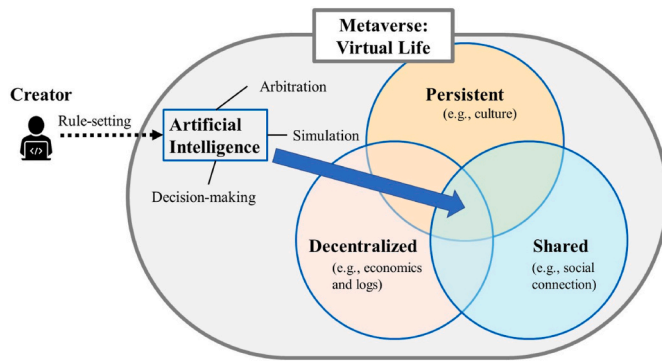 Metaverse:
Virtual Life
Creator
Rule-setting
Arbitration
Artificial
Intelligence
Simulation
Decision-making
Persistent
(e.g., culture)
Decentralized
(e.g., economics
and logs)
Shared
(e.g., social
connection)